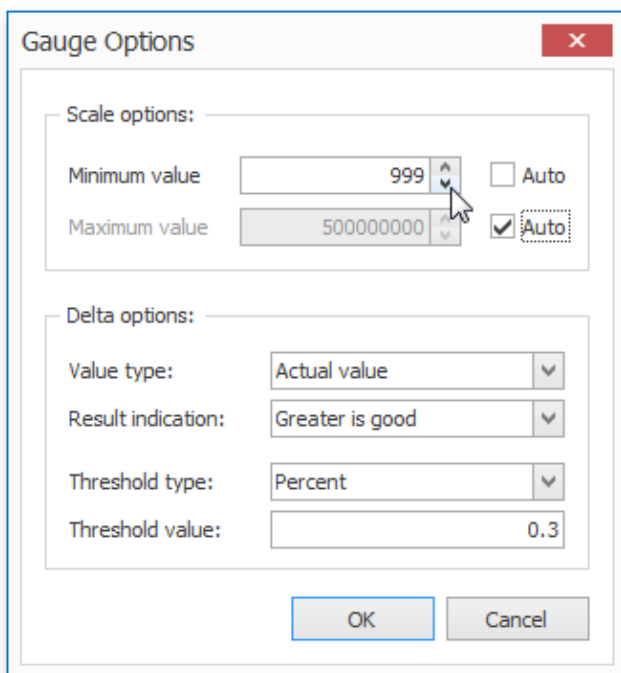 Gauge Options
Scale options:
Minimum value 999 Auto
Maximum value 500000000 Auto
Delta options:
Value type: Actual value
Result indication: Greater is good
Threshold type: Percent
Threshold value: 0.3
OK Cancel